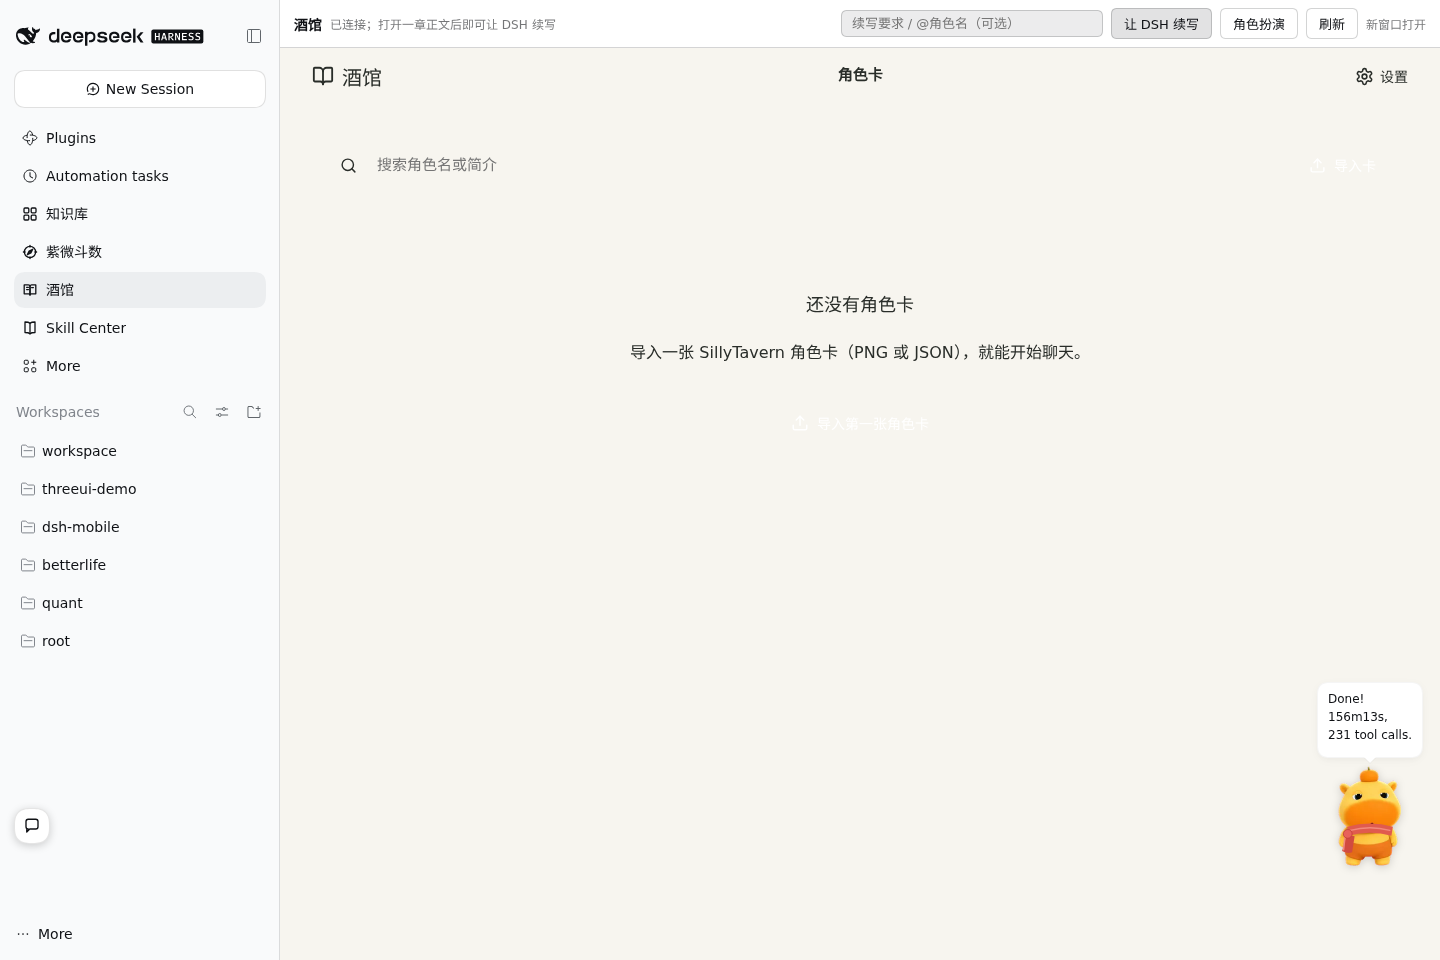 deepseek HARNESS
New Session
Plugins
Automation tasks
知识库
紫微斗数
酒馆
Skill Center
More
Workspaces
workspace
threeui-demo
dsh-mobile
betterlife
quant
root
More
酒馆 已连接；打开一章正文后即可让 DSH 续写
续写要求 / @角色名（可选）
让 DSH 续写
角色扮演
刷新
新窗口打开
酒馆
角色卡
设置
搜索角色名或简介
导入卡
还没有角色卡
导入一张 SillyTavern 角色卡（PNG 或 JSON），就能开始聊天。
导入第一张角色卡
Done!
156m13s,
231 tool calls.